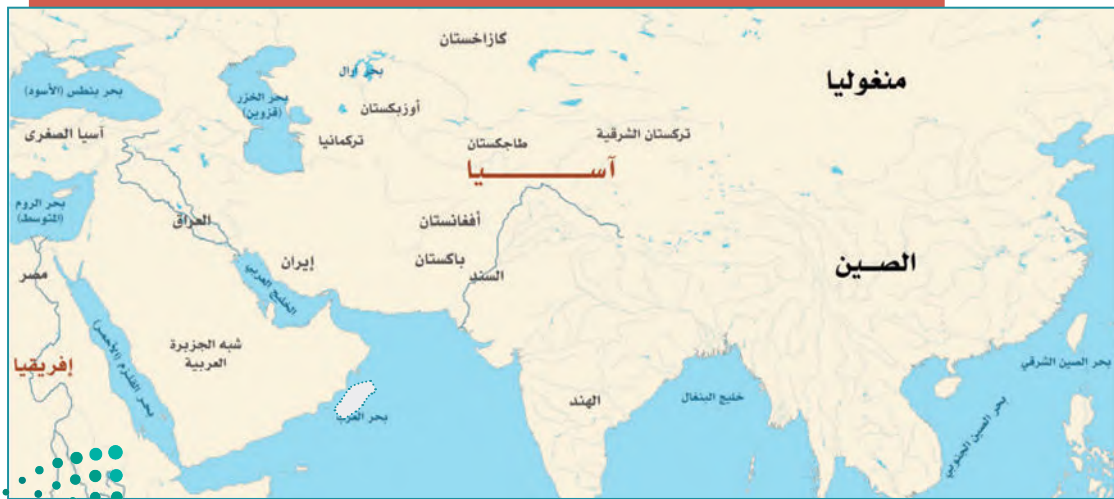 كازاخستان
منغوليا
بحر آرال
بحر بنطس (الأسود)
بحر الخزر
(قزوين)
أوزبكستان
آسيا الصغرى
تركمانيا
طاجكستان
تركستان الشرقية
آســـــيا
بحر الروم
(المتوسط)
العراق
أفغانستان
الصــين
إيران
باكستان
السند
مصر
الخليج العربي
شبه الجزيرة
العربية
إفريقيا
بحر القلزم (الأحمر)
بحر الصين الشرقي
الهند
خليج البنغال
بحر العرب
بحر الصين الجنوبي